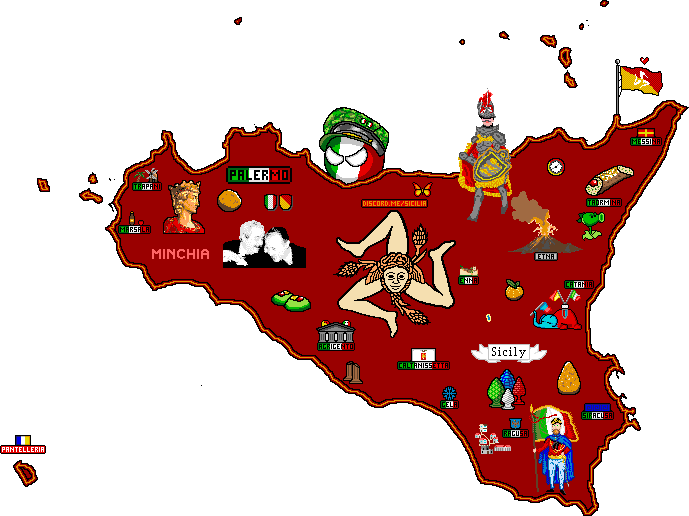 MESSI
PALERMO
TRAPANI
DISCORD.ME/SICILIA
TAORMINA
MARSALA
MINCHIA
ETNA
ENNA
CATANIA
AGRIGENTO
Sicily
CALTANISSETTA
GELA
SIRACUSA
RAGUSA
PANTELLERIA